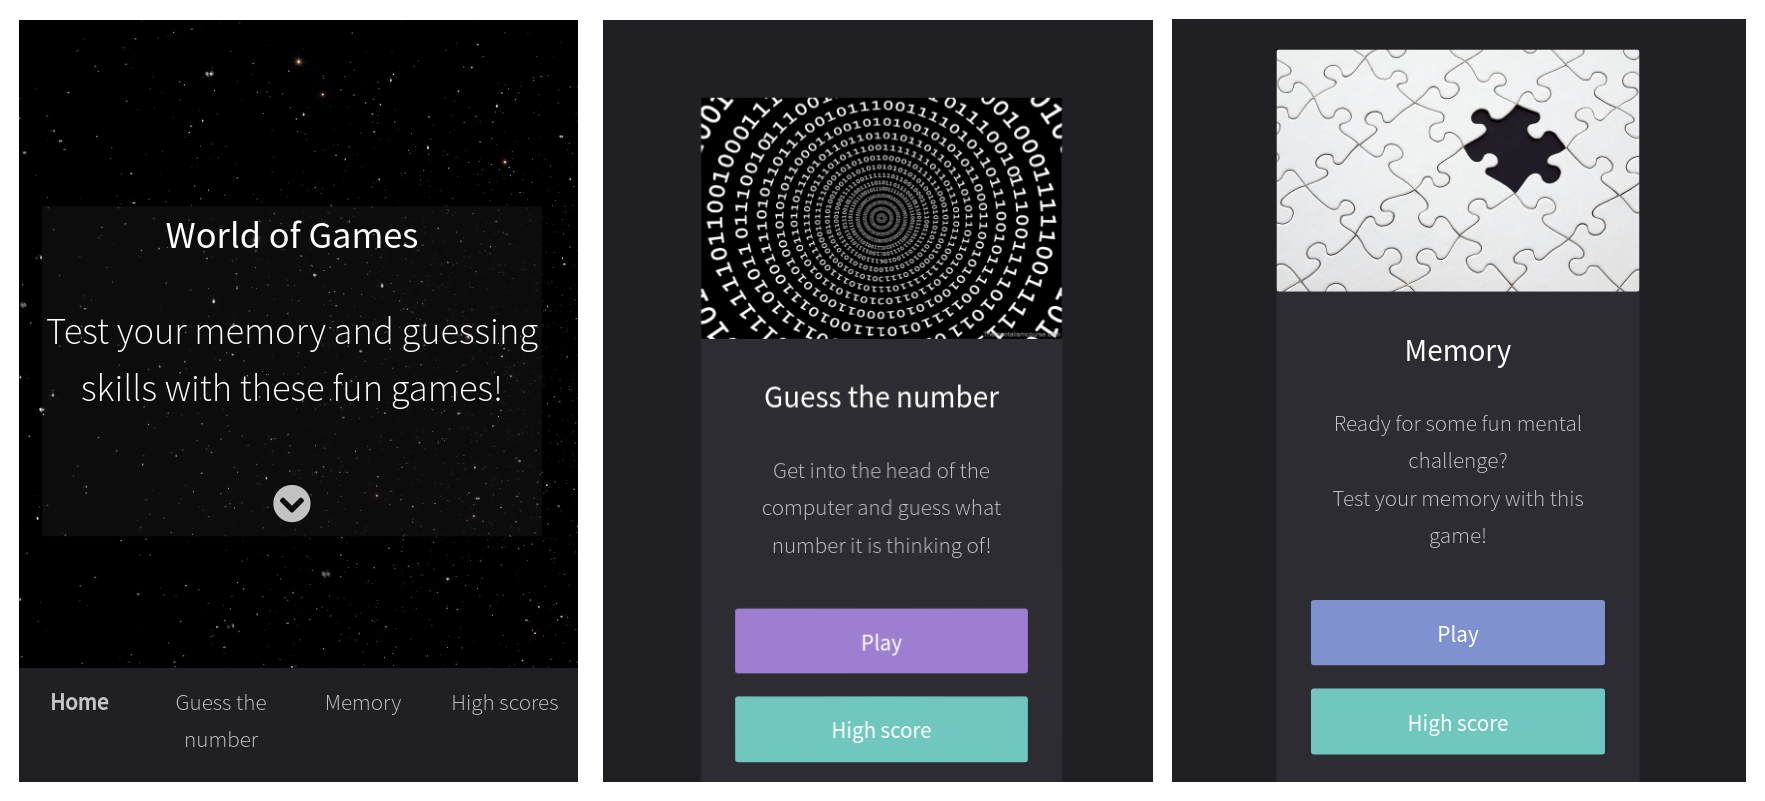 World of Games
Test your memory and guessing
skills with these fun games!
Home
Guess the
number
Memory
High scores
Guess the number
Get into the head of the
computer and guess what
number it is thinking of!
Play
High score
Memory
Ready for some fun mental
challenge?
Test your memory with this
game!
Play
High score